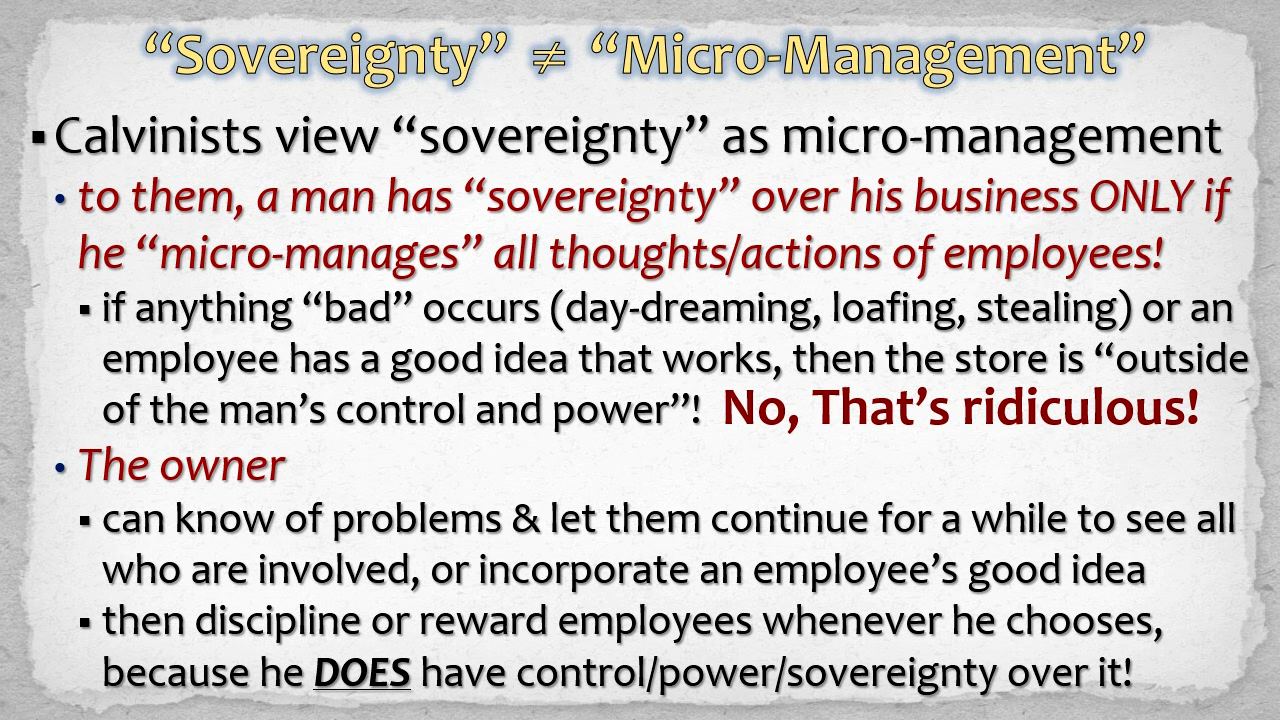 “Sovereignty” ≠ “Micro-Management”
▪ Calvinists view “sovereignty” as micro-management
• to them, a man has “sovereignty” over his business ONLY if
he “micro-manages” all thoughts/actions of employees!
▪ if anything “bad” occurs (day-dreaming, loafing, stealing) or an
employee has a good idea that works, then the store is “outside
of the man’s control and power”! No, That’s ridiculous!
• The owner
▪ can know of problems & let them continue for a while to see all
who are involved, or incorporate an employee’s good idea
▪ then discipline or reward employees whenever he chooses,
because he DOES have control/power/sovereignty over it!